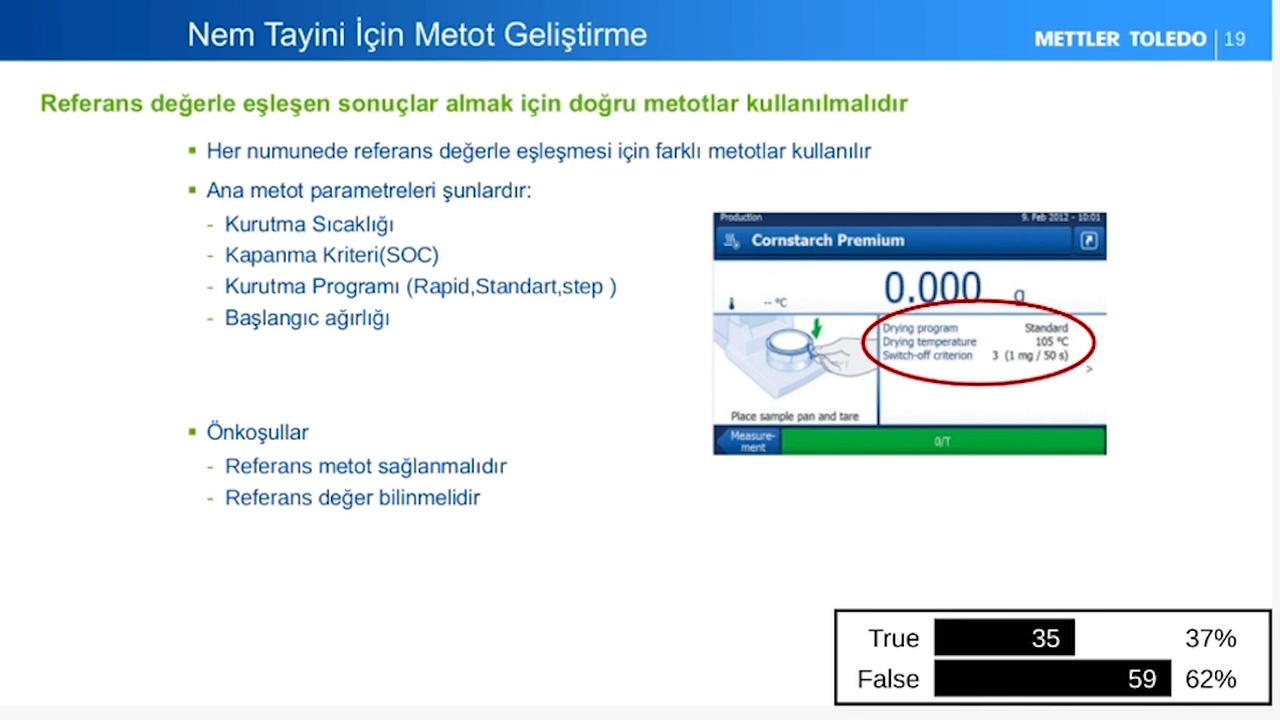 Nem Tayini İçin Metot Geliştirme
METTLER TOLEDO 19
Referans değerle eşleşen sonuçlar almak için doğru metotlar kullanılmalıdır
Her numunede referans değerle eşleşmesi için farklı metotlar kullanılır
Ana metot parametreleri şunlardır:
- Kurutma Sıcaklığı
- Kapanma Kriteri(SOC)
- Kurutma Programı (Rapid,Standart,step )
- Başlangıc ağırlığı
Önkoşullar
- Referans metot sağlanmalıdır
- Referans değer bilinmelidir
Production 9. Feb 2012 - 10:01
Cornstarch Premium
0.000 g
-- °C
Drying program Standard
Drying temperature 105 °C
Switch-off criterion 3 (1 mg / 50 s)
>
Place sample pan and tare
Measure-
ment
0/T
True 35 37%
False 59 62%